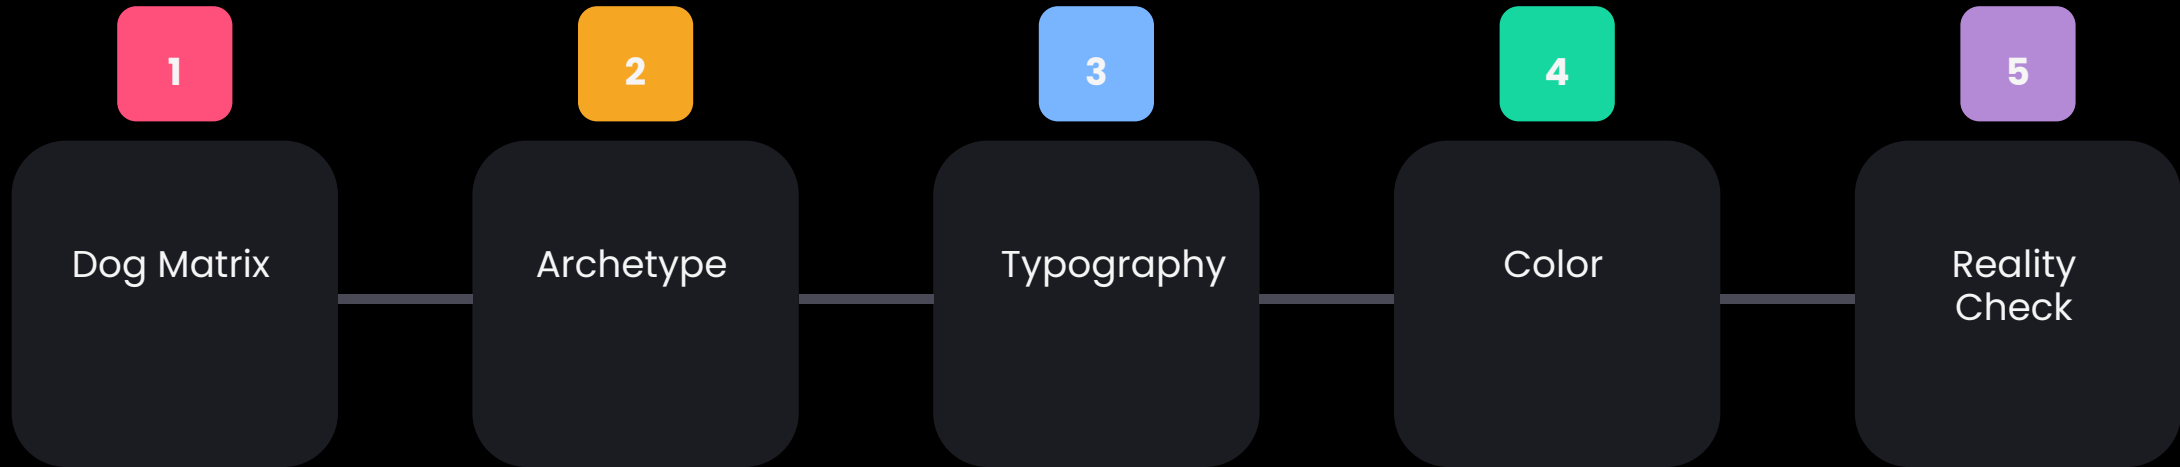 1
2
3
4
5
Dog Matrix
Archetype
Typography
Color
Reality
Check